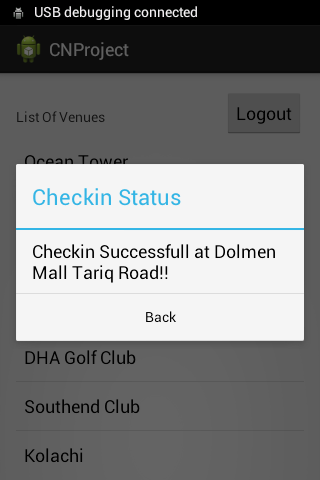 USB debugging connected
CNProject
List Of Venues
Logout
Ocean Tower
Checkin Status
Checkin Successfull at Dolmen
Mall Tariq Road!!
Back
DHA Golf Club
Southend Club
Kolachi